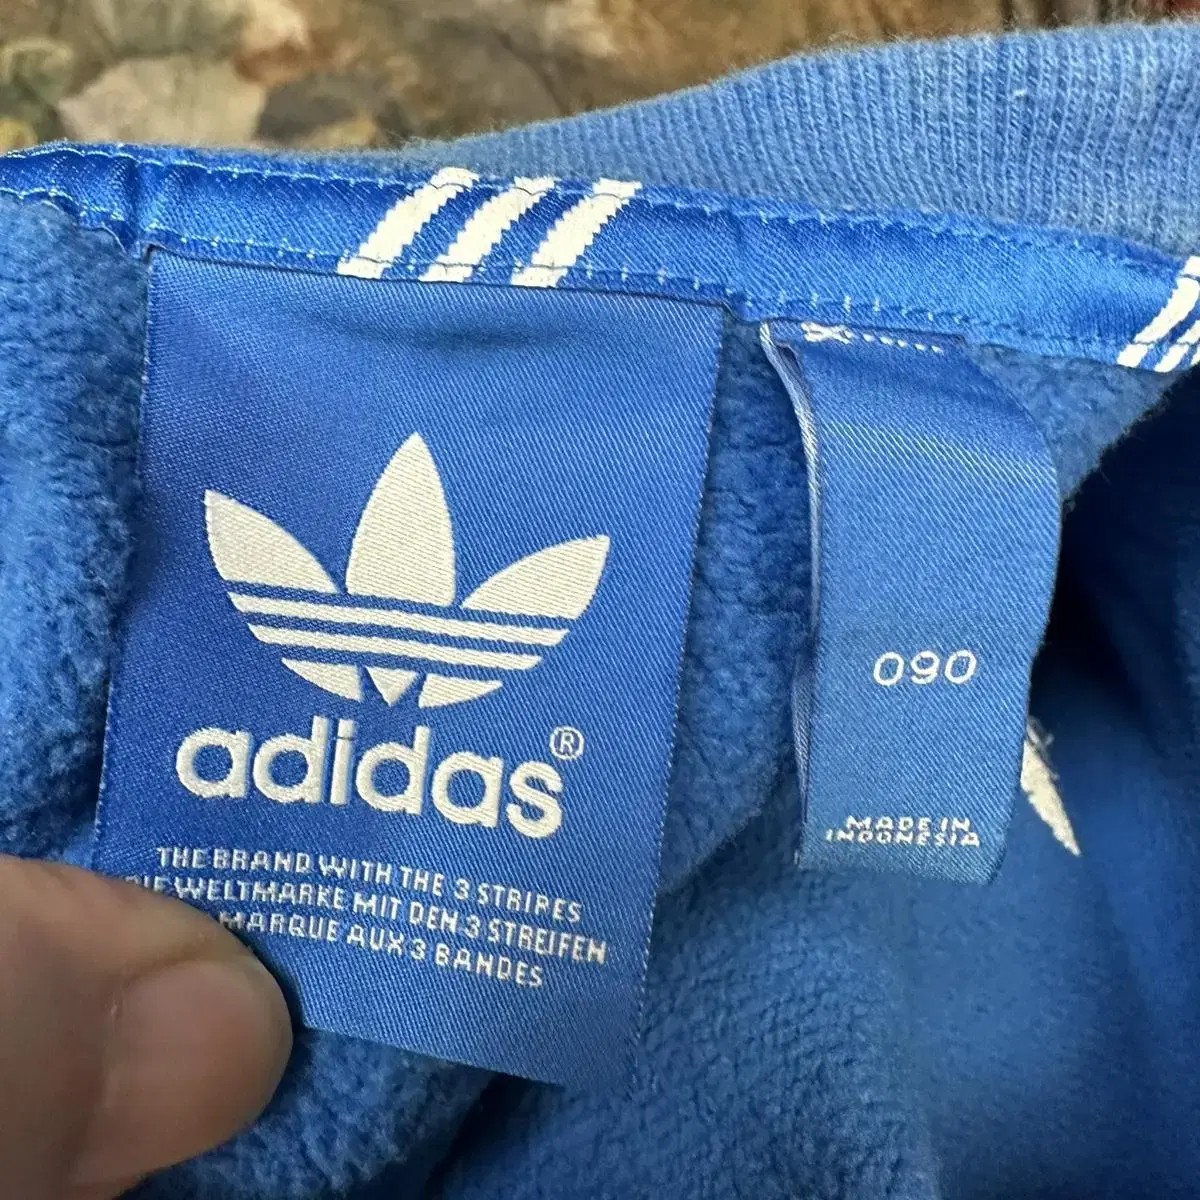 adidas®
THE BRAND WITH THE 3 STRIPES
DIE WELTMARKE MIT DEN 3 STREIFEN
MARQUE AUX 3 BANDES
090
MADE IN
INDONESIA